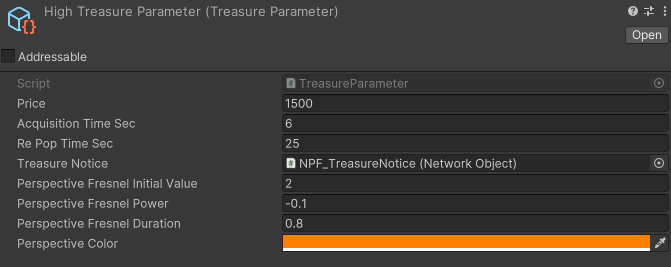 High Treasure Parameter (Treasure Parameter)
Open
Addressable
Script TreasureParameter
Price 1500
Acquisition Time Sec 6
Re Pop Time Sec 25
Treasure Notice NPF_TreasureNotice (Network Object)
Perspective Fresnel Initial Value 2
Perspective Fresnel Power -0.1
Perspective Fresnel Duration 0.8
Perspective Color